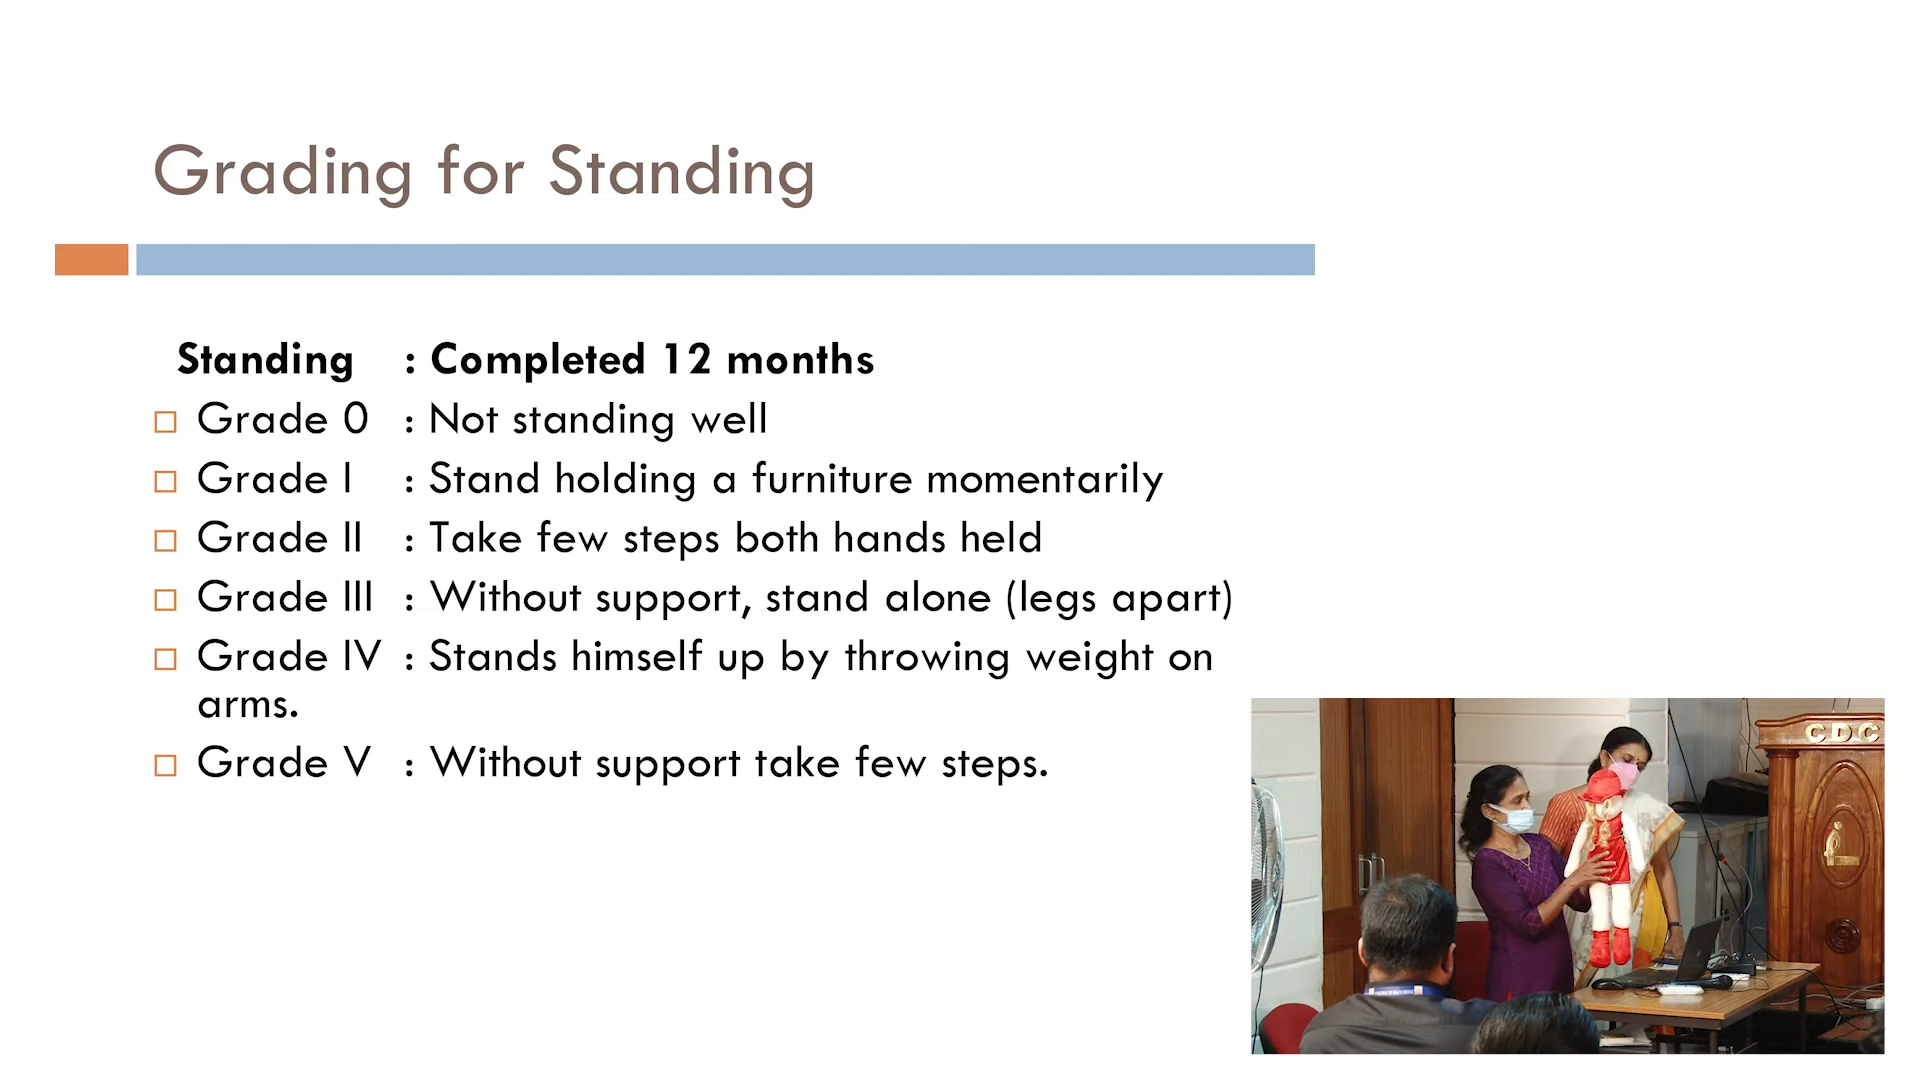 Grading for Standing
Standing : Completed 12 months
Grade 0 : Not standing well
Grade I : Stand holding a furniture momentarily
Grade II : Take few steps both hands held
Grade III : Without support, stand alone (legs apart)
Grade IV : Stands himself up by throwing weight on
arms.
Grade V : Without support take few steps.
CDC